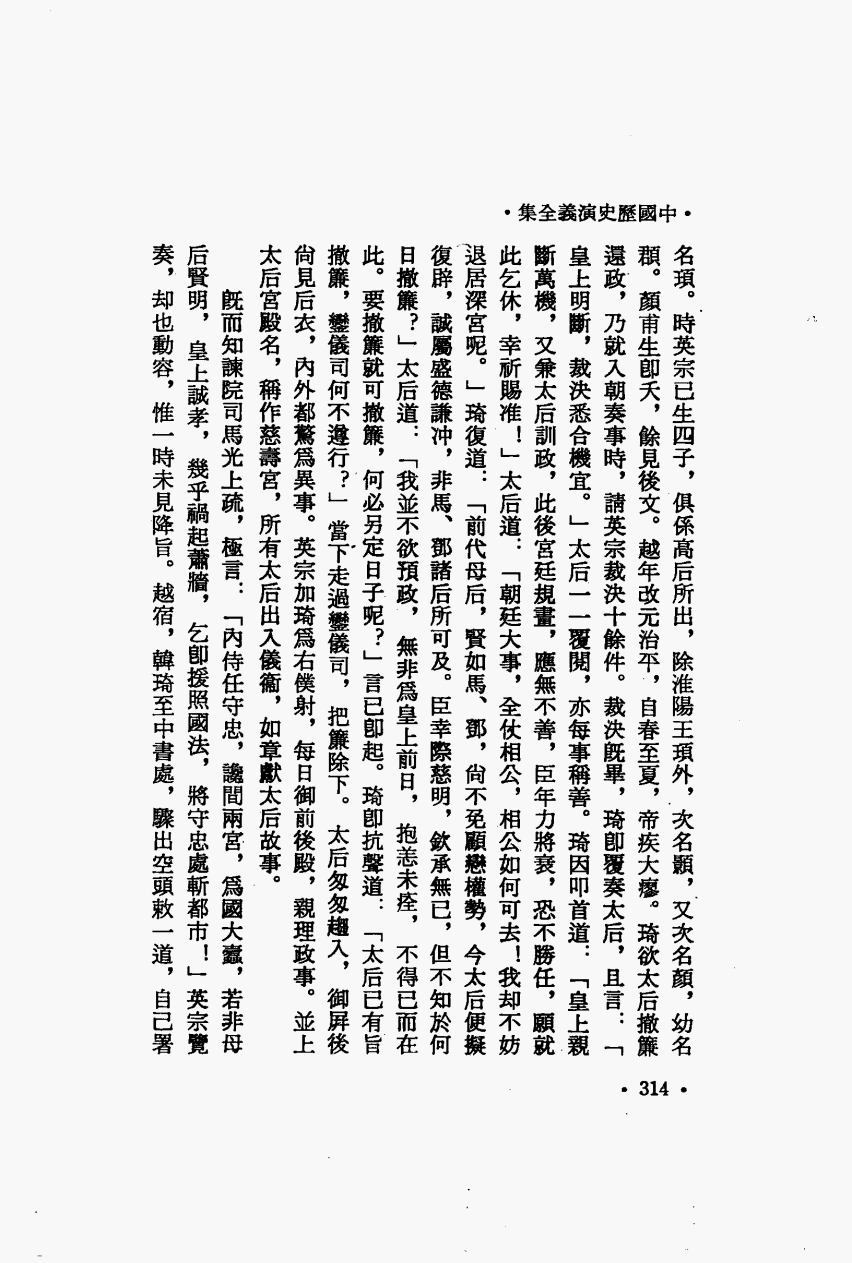 •中國歷史演義全集•
名頊。時英宗已生四子，俱係高后所出，除淮陽王頊外，次名顥，又次名顏，幼名
頵。顏甫生卽夭，餘見後文。越年改元治平，自春至夏，帝疾大瘳。琦欲太后撤簾
還政，乃就入朝奏事時，請英宗裁決十餘件。裁決旣畢，琦卽覆奏太后，且言：「
皇上明斷，裁決悉合機宜。」太后一一覆閱，亦每事稱善。琦因叩首道：「皇上親
斷萬機，又兼太后訓政，此後宮廷規畫，應無不善，臣年力將衰，恐不勝任，願就
此乞休，幸祈賜准！」太后道：「朝廷大事，全仗相公，相公如何可去！我却不妨
退居深宮呢。」琦復道：「前代母后，賢如馬、鄧，尙不免顧戀權勢，今太后便擬
復辟，誠屬盛德謙冲，非馬、鄧諸后所可及。臣幸際慈明，欽承無已，但不知於何
日撤簾？」太后道：「我並不欲預政，無非爲皇上前日，抱恙未痊，不得已而在
此。要撤簾就可撤簾，何必另定日子呢？」言已卽起。琦卽抗聲道：「太后已有旨
撤簾，鑾儀司何不遵行？」當下走過鑾儀司，把簾除下。太后匆匆趨入，御屛後
尙見后衣，內外都驚爲異事。英宗加琦爲右僕射，每日御前後殿，親理政事。並上
太后宮殿名，稱作慈壽宮，所有太后出入儀衞，如章獻太后故事。
旣而知諫院司馬光上疏，極言：「內侍任守忠，讒間兩宮，爲國大蠹，若非母
后賢明，皇上誠孝，幾乎禍起蕭牆，乞卽援照國法，將守忠處斬都市！」英宗覽
奏，却也動容，惟一時未見降旨。越宿，韓琦至中書處，驟出空頭敕一道，自己署
• 314 •